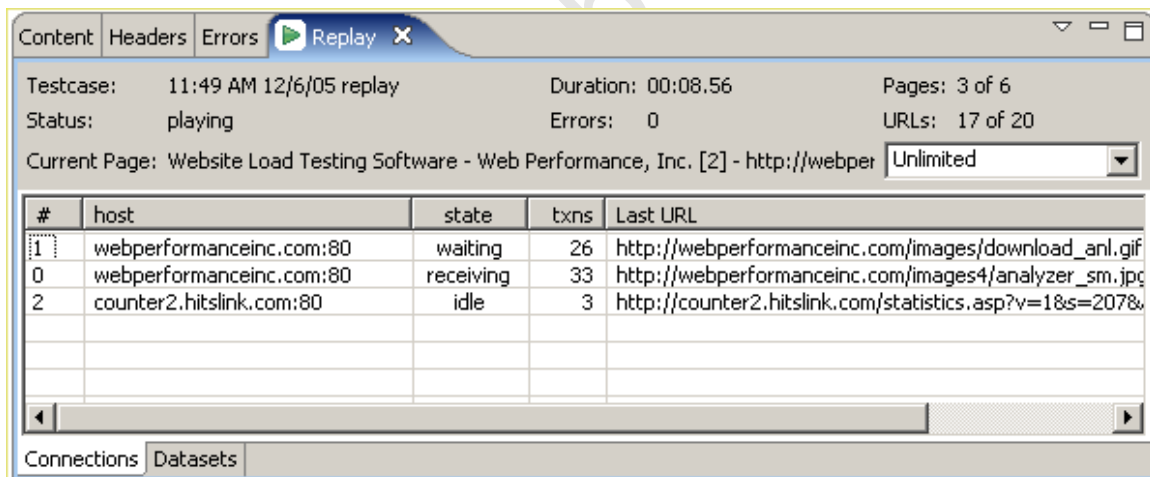 Content Headers Errors Replay
Testcase: 11:49 AM 12/6/05 replay Duration: 00:08.56 Pages: 3 of 6
Status: playing Errors: 0 URLs: 17 of 20
Current Page: Website Load Testing Software - Web Performance, Inc. [2] - http://webper Unlimited
# host state txns Last URL
1 webperformanceinc.com:80 waiting 26 http://webperformanceinc.com/images/download_anl.gif
0 webperformanceinc.com:80 receiving 33 http://webperformanceinc.com/images4/analyzer_sm.jpg
2 counter2.hitslink.com:80 idle 3 http://counter2.hitslink.com/statistics.asp?v=1&s=207&
Connections Datasets